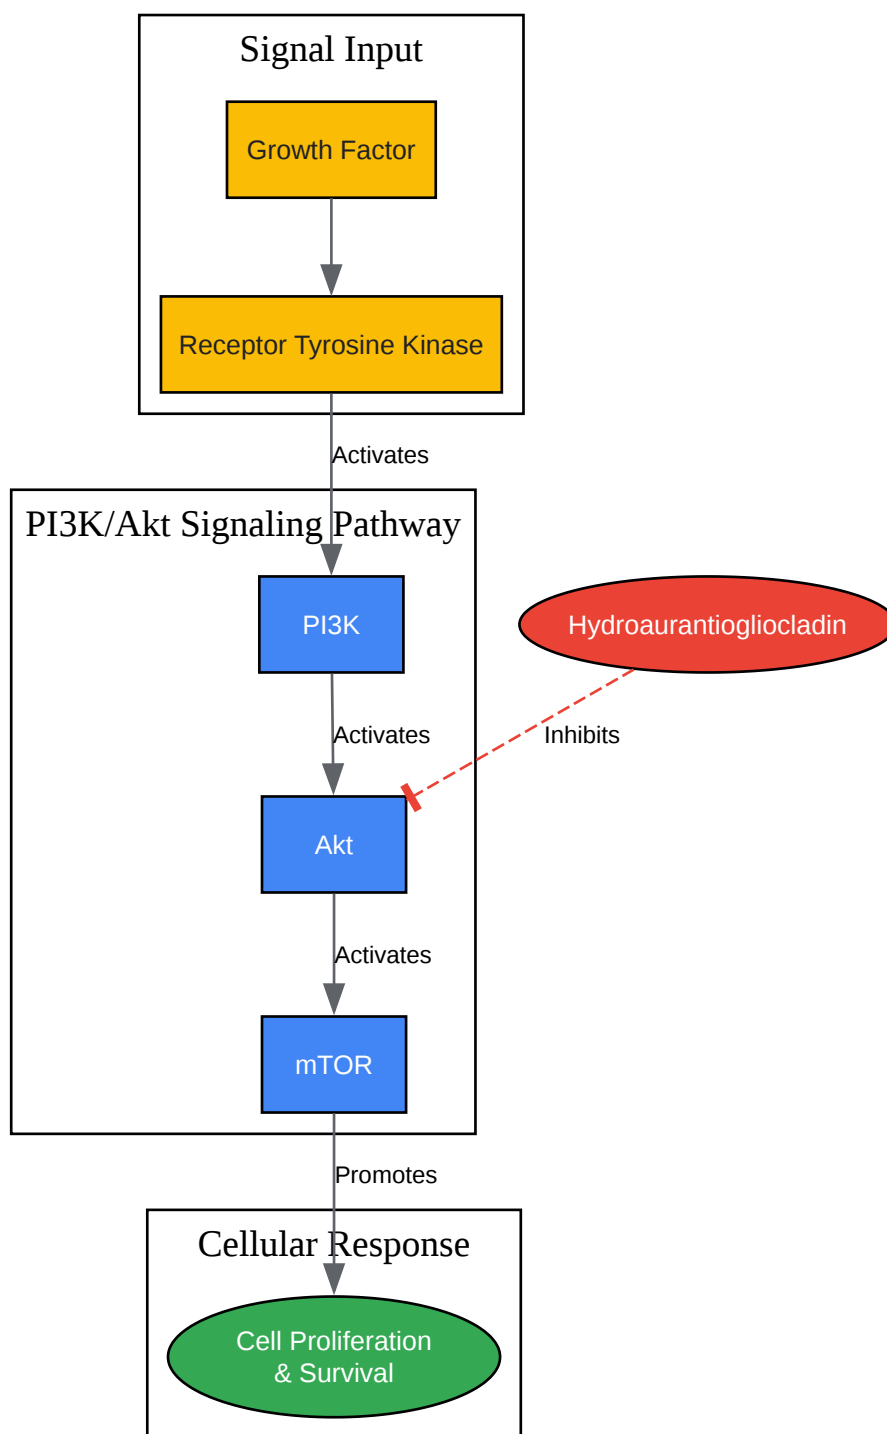 Signal Input
Growth Factor
Receptor Tyrosine Kinase
Activates
PI3K/Akt Signaling Pathway
PI3K
Hydroaurantiogliocladin
Activates
Inhibits
Akt
Activates
mTOR
Promotes
Cellular Response
Cell Proliferation
& Survival